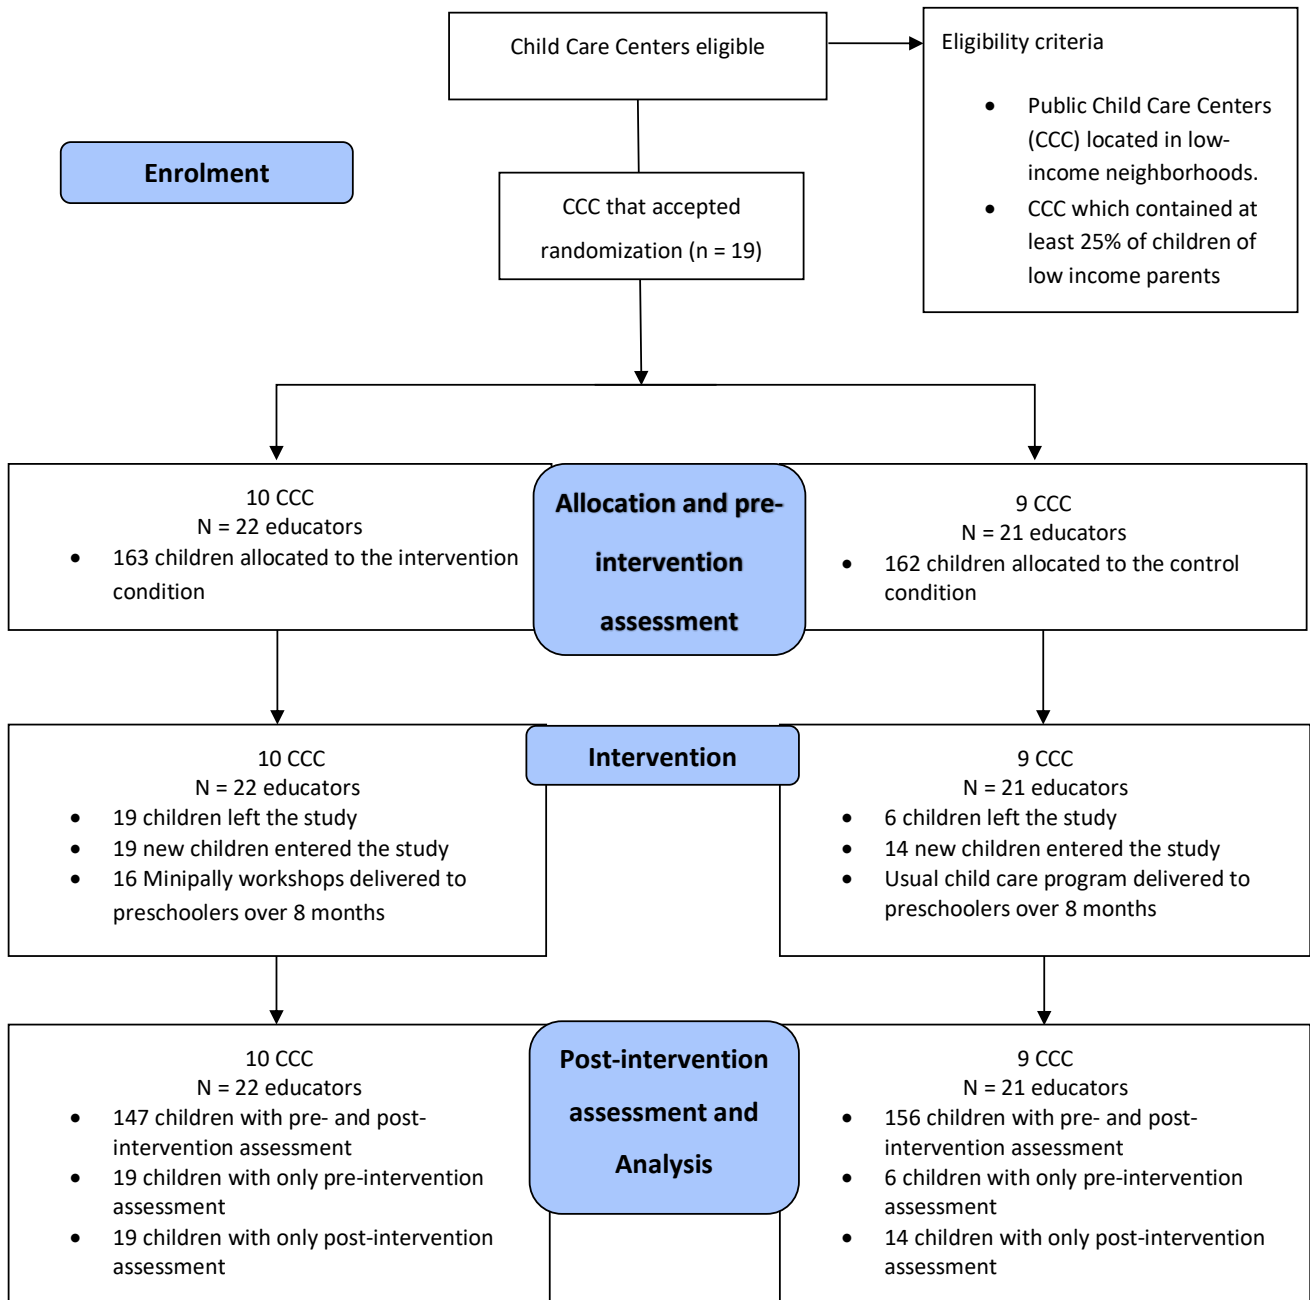 Child Care Centers eligible
Eligibility criteria
• Public Child Care Centers
(CCC) located in low-
income neighborhoods.
• CCC which contained at
least 25% of children of
low income parents
Enrolment
CCC that accepted
randomization (n = 19)
10 CCC
N = 22 educators
• 163 children allocated to the intervention
condition
Allocation and pre-
intervention
assessment
9 CCC
N = 21 educators
• 162 children allocated to the control
condition
10 CCC
N = 22 educators
• 19 children left the study
• 19 new children entered the study
• 16 Minipally workshops delivered to
preschoolers over 8 months
Intervention
9 CCC
N = 21 educators
• 6 children left the study
• 14 new children entered the study
• Usual child care program delivered to
preschoolers over 8 months
10 CCC
N = 22 educators
• 147 children with pre- and post-
intervention assessment
• 19 children with only pre-intervention
assessment
• 19 children with only post-intervention
assessment
Post-intervention
assessment and
Analysis
9 CCC
N = 21 educators
• 156 children with pre- and post-
intervention assessment
• 6 children with only pre-intervention
assessment
• 14 children with only post-intervention
assessment